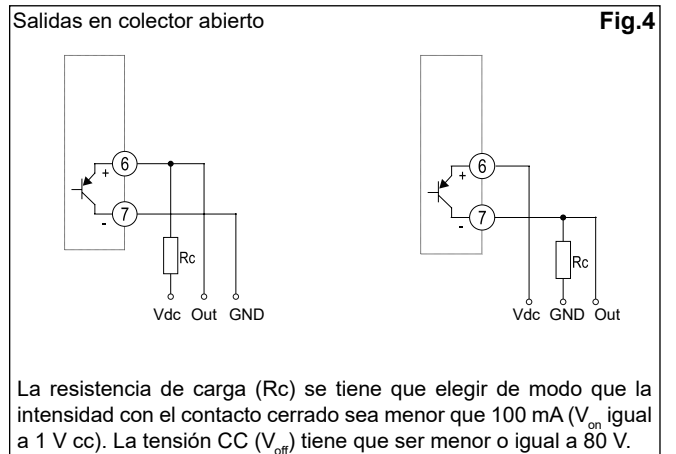 Salidas en colector abierto Fig.4
6
+
7
-
Rc
Vdc Out GND
6
+
7
-
Rc
Vdc GND Out
La resistencia de carga (Rc) se tiene que elegir de modo que la
intensidad con el contacto cerrado sea menor que 100 mA (Von igual
a 1 V cc). La tensión CC (Voff) tiene que ser menor o igual a 80 V.